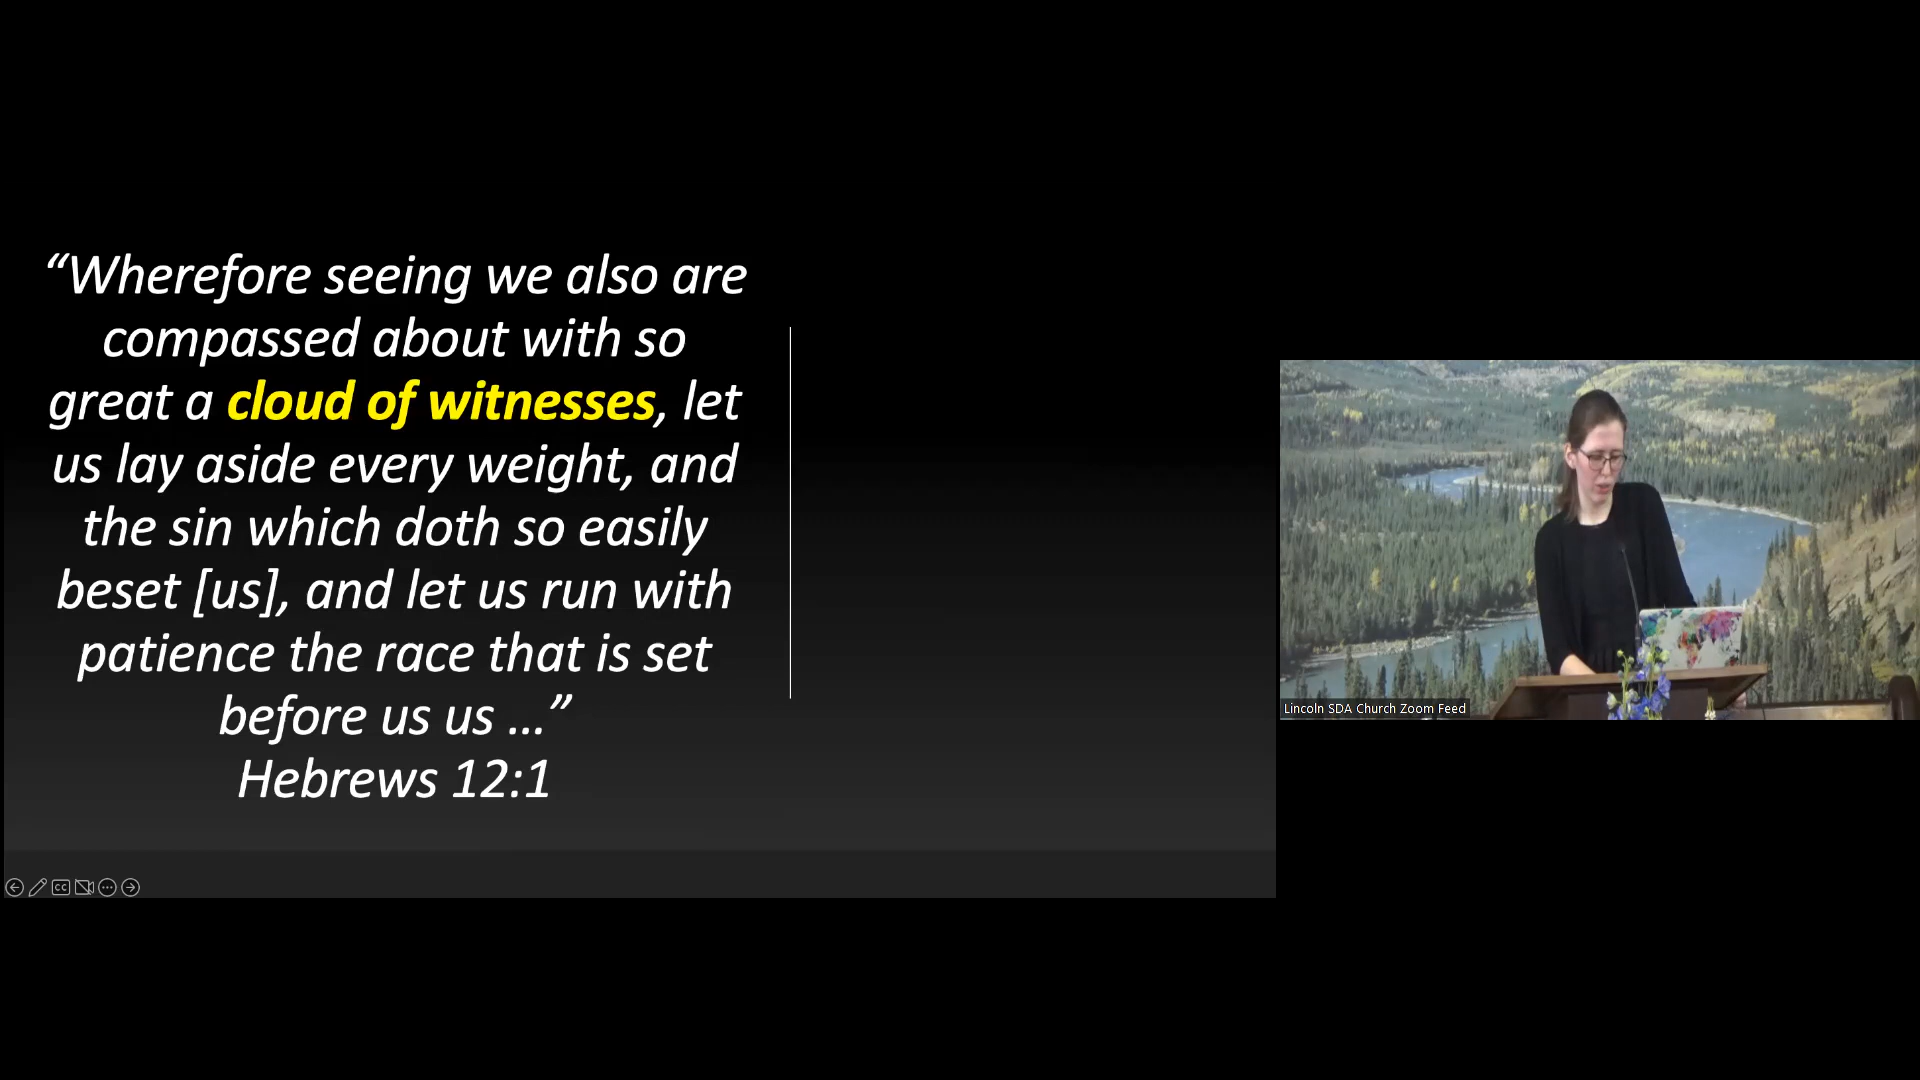 “Wherefore seeing we also are
compassed about with so
great a cloud of witnesses, let
us lay aside every weight, and
the sin which doth so easily
beset [us], and let us run with
patience the race that is set
before us us …”
Hebrews 12:1
CC
Lincoln SDA Church Zoom Feed